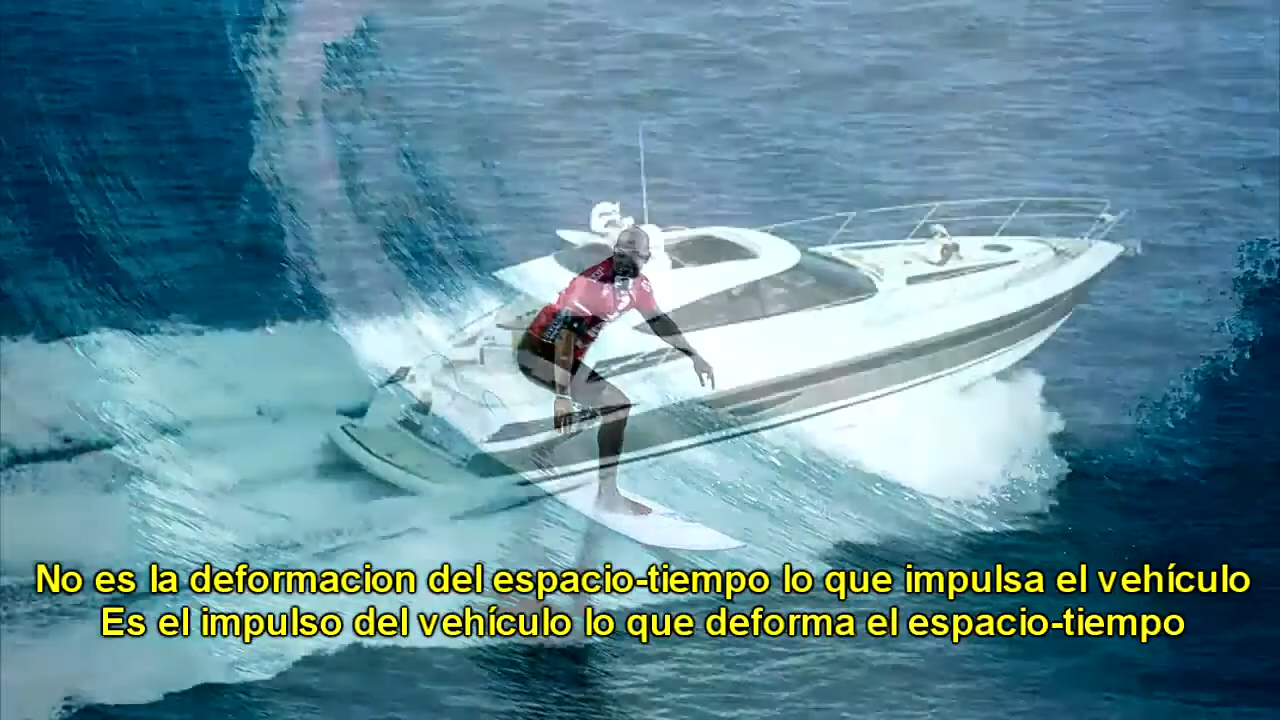 No es la deformacion del espacio-tiempo lo que impulsa el vehículo
Es el impulso del vehículo lo que deforma el espacio-tiempo